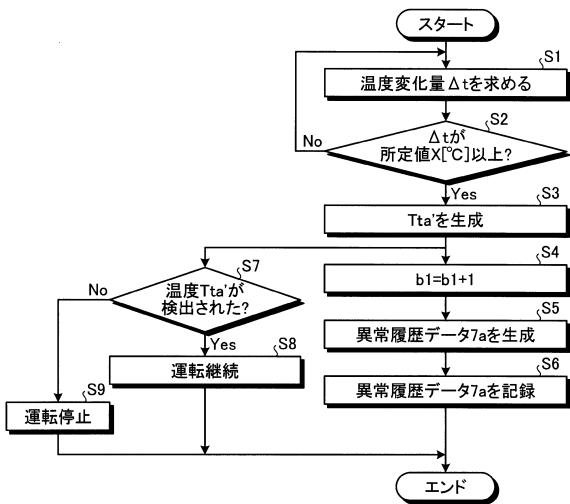 スタート
S1
温度変化量Δtを求める
S2
Δtが
所定値X[℃]以上?
No
Yes
S3
Tta'を生成
S4
b1=b1+1
S5
異常履歴データ7aを生成
S6
異常履歴データ7aを記録
S7
温度Tta'が
検出された?
No
Yes
S8
運転継続
S9
運転停止
エンド